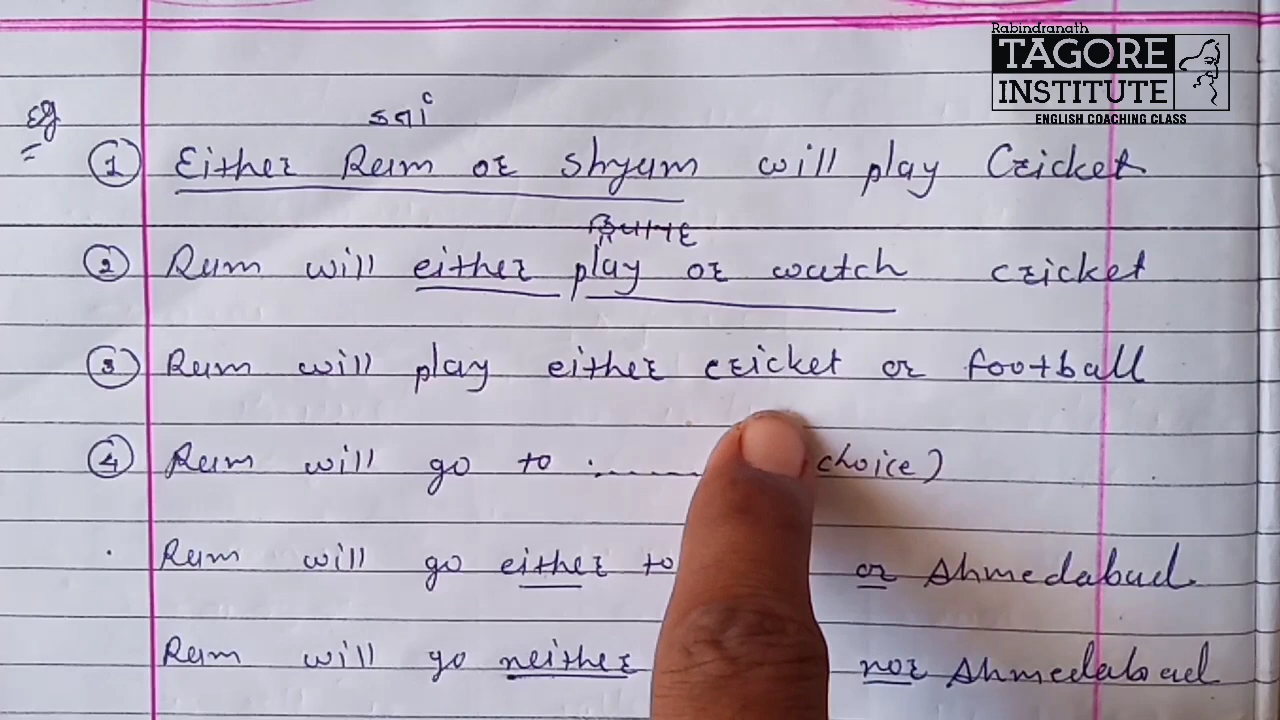 Rabindranath
TAGORE
INSTITUTE
ENGLISH COACHING CLASS
eg
① Either Ram or Shyam will play Cricket
② Ram will either play or watch cricket
③ Ram will play either cricket or football
④ Ram will go to ........ choice)
Ram will go either to or Ahmedabad
Ram will go neither nor Ahmedabad